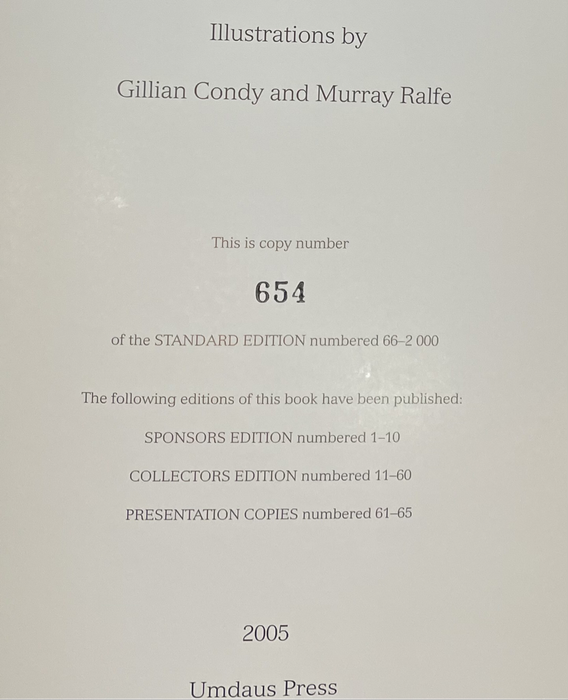 Illustrations by
Gillian Condy and Murray Ralfe
This is copy number
654
of the STANDARD EDITION numbered 66–2 000
The following editions of this book have been published:
SPONSORS EDITION numbered 1–10
COLLECTORS EDITION numbered 11–60
PRESENTATION COPIES numbered 61–65
2005
Umdaus Press